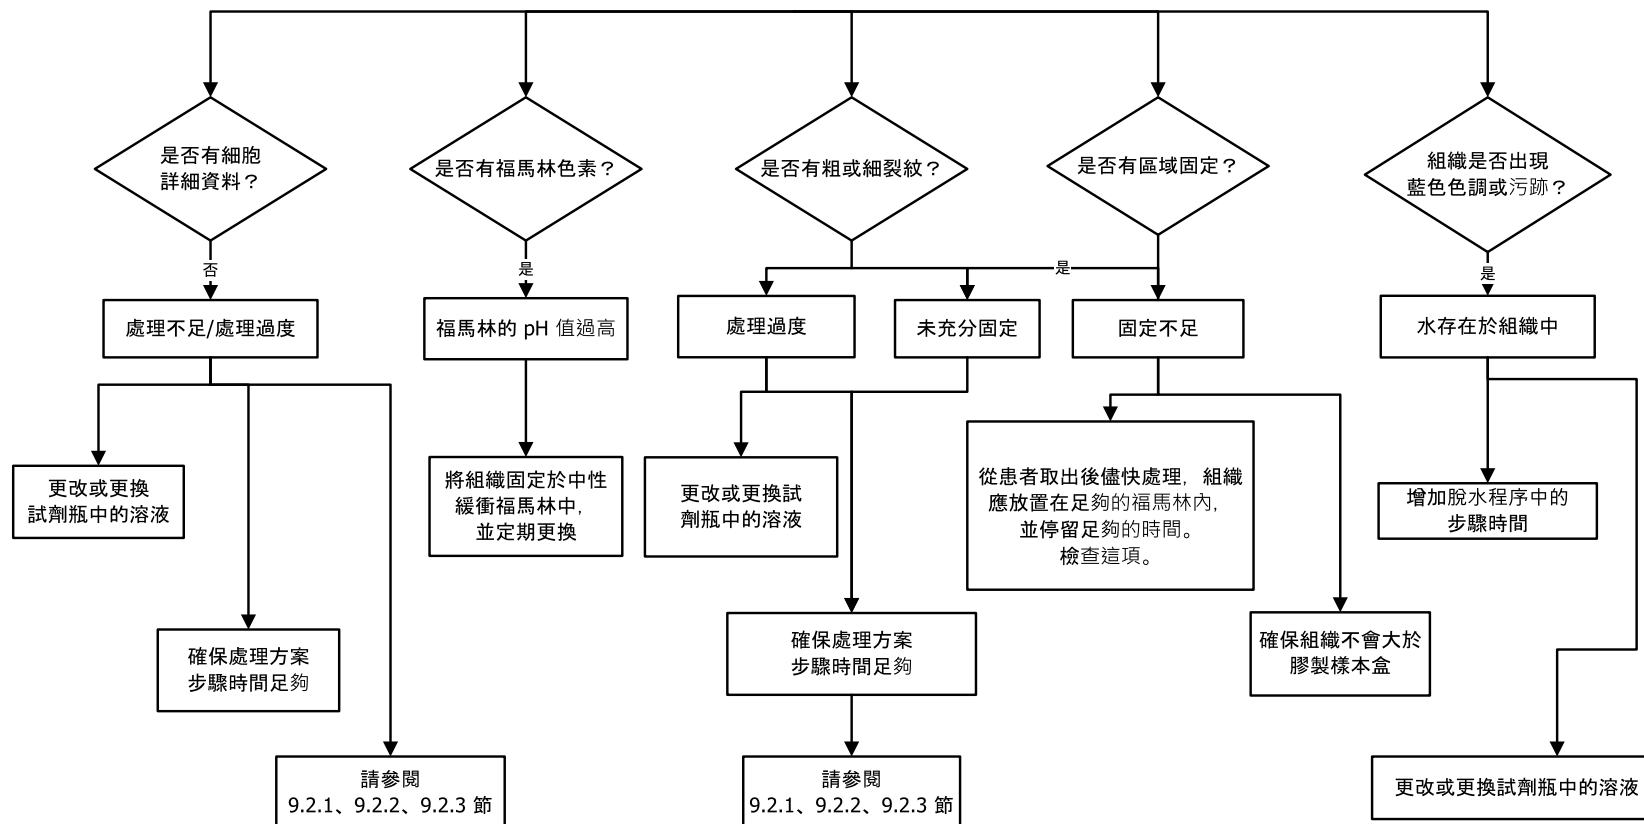 是否有細胞
詳細資料？
是否有福馬林色素？
是否有粗或細裂紋？
是否有區域固定？
組織是否出現
藍色色調或污跡？
否
是
是
是
處理不足/處理過度
福馬林的 pH 值過高
處理過度
未充分固定
固定不足
水存在於組織中
更改或更換
試劑瓶中的溶液
將組織固定於中性
緩衝福馬林中，
並定期更換
更改或更換試
劑瓶中的溶液
從患者取出後儘快處理，組織
應放置在足夠的福馬林內，
並停留足夠的時間。
檢查這項。
增加脫水程序中的
步驟時間
確保處理方案
步驟時間足夠
確保處理方案
步驟時間足夠
確保組織不會大於
膠製樣本盒
請參閱
9.2.1、9.2.2、9.2.3 節
請參閱
9.2.1、9.2.2、9.2.3 節
更改或更換試劑瓶中的溶液